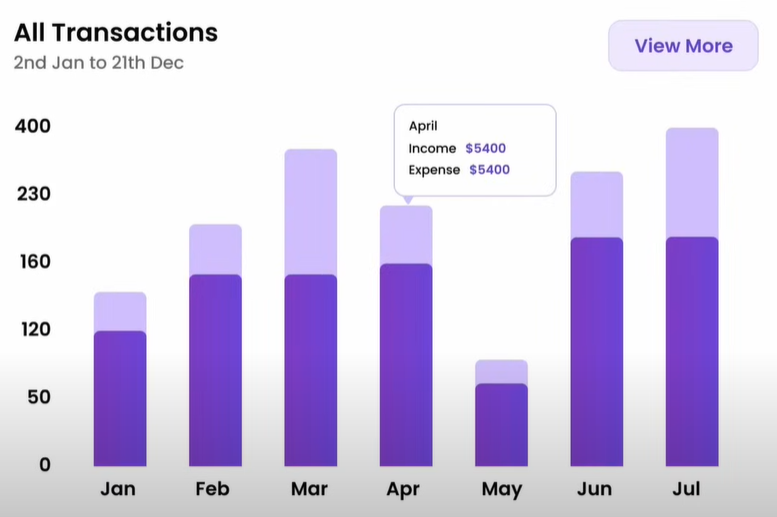 All Transactions
2nd Jan to 21th Dec
View More
400
230
160
120
50
0
April
Income $5400
Expense $5400
Jan Feb Mar Apr May Jun Jul